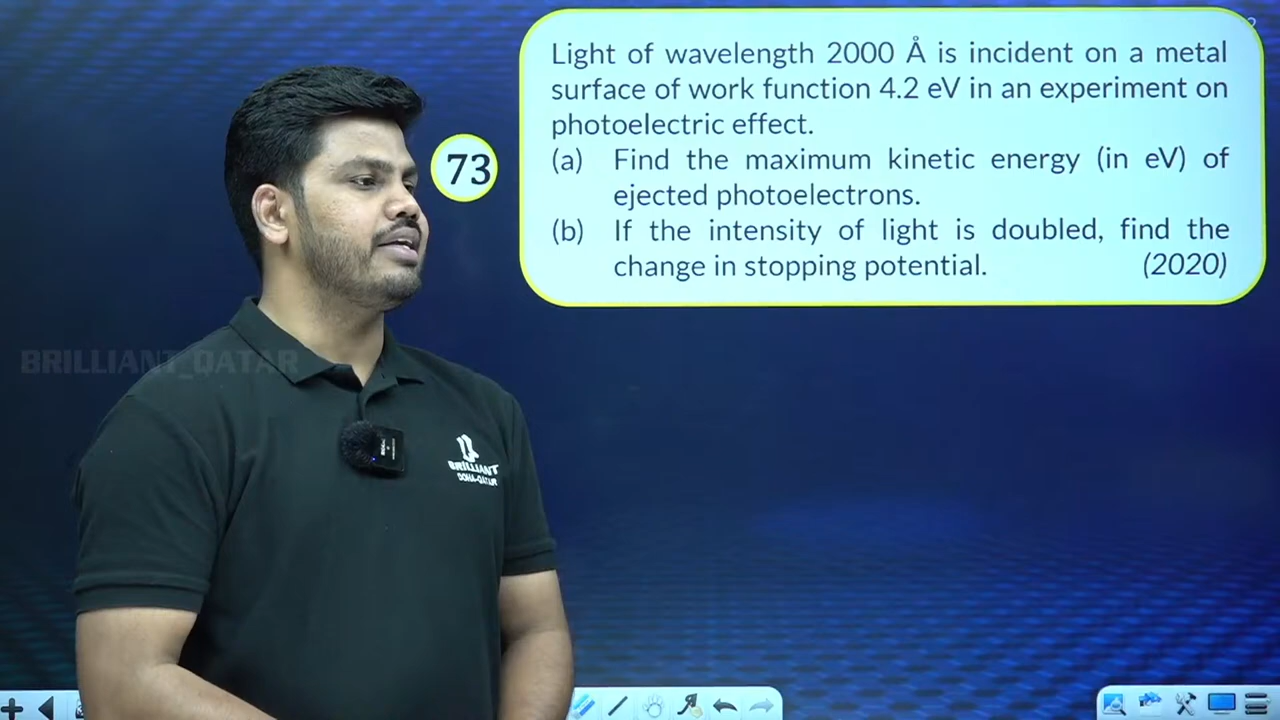 Light of wavelength 2000 Å is incident on a metal
surface of work function 4.2 eV in an experiment on
photoelectric effect.
73
(a) Find the maximum kinetic energy (in eV) of
ejected photoelectrons.
(b) If the intensity of light is doubled, find the
change in stopping potential. (2020)
BRILLIANT_QATAR
BRILLIANT
DOHA-QATAR